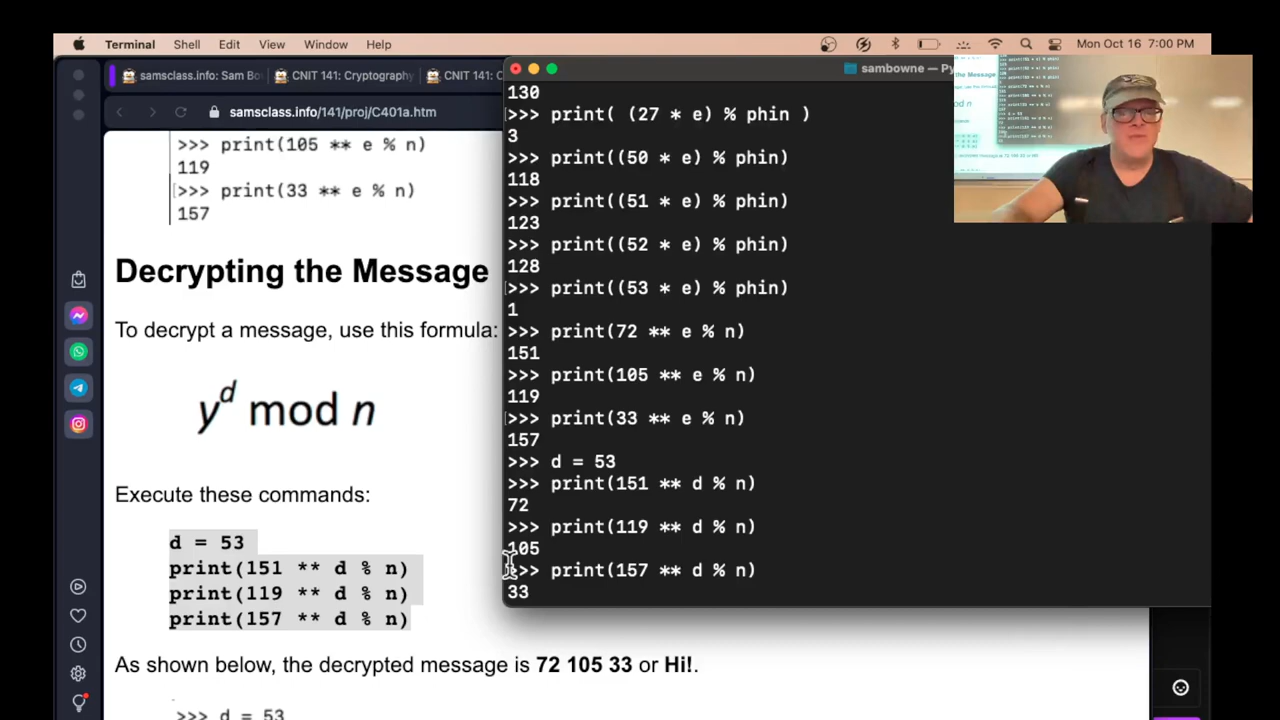 Terminal Shell Edit View Window Help Mon Oct 16 7:00 PM
samsclass.info: Sam Bo CNIT 141: Cryptography CNIT 141: C
samsclass.info/141/proj/C401a.htm
>>> print(105 ** e % n)
119
>>> print(33 ** e % n)
157
Decrypting the Message
To decrypt a message, use this formula:
y^d mod n
Execute these commands:
d = 53
print(151 ** d % n)
print(119 ** d % n)
print(157 ** d % n)
As shown below, the decrypted message is 72 105 33 or Hi!.
>>> d = 53
sambowne — Py
130
>>> print( (27 * e) % phin )
3
>>> print((50 * e) % phin)
118
>>> print((51 * e) % phin)
123
>>> print((52 * e) % phin)
128
>>> print((53 * e) % phin)
1
>>> print(72 ** e % n)
151
>>> print(105 ** e % n)
119
>>> print(33 ** e % n)
157
>>> d = 53
>>> print(151 ** d % n)
72
>>> print(119 ** d % n)
105
>>> print(157 ** d % n)
33